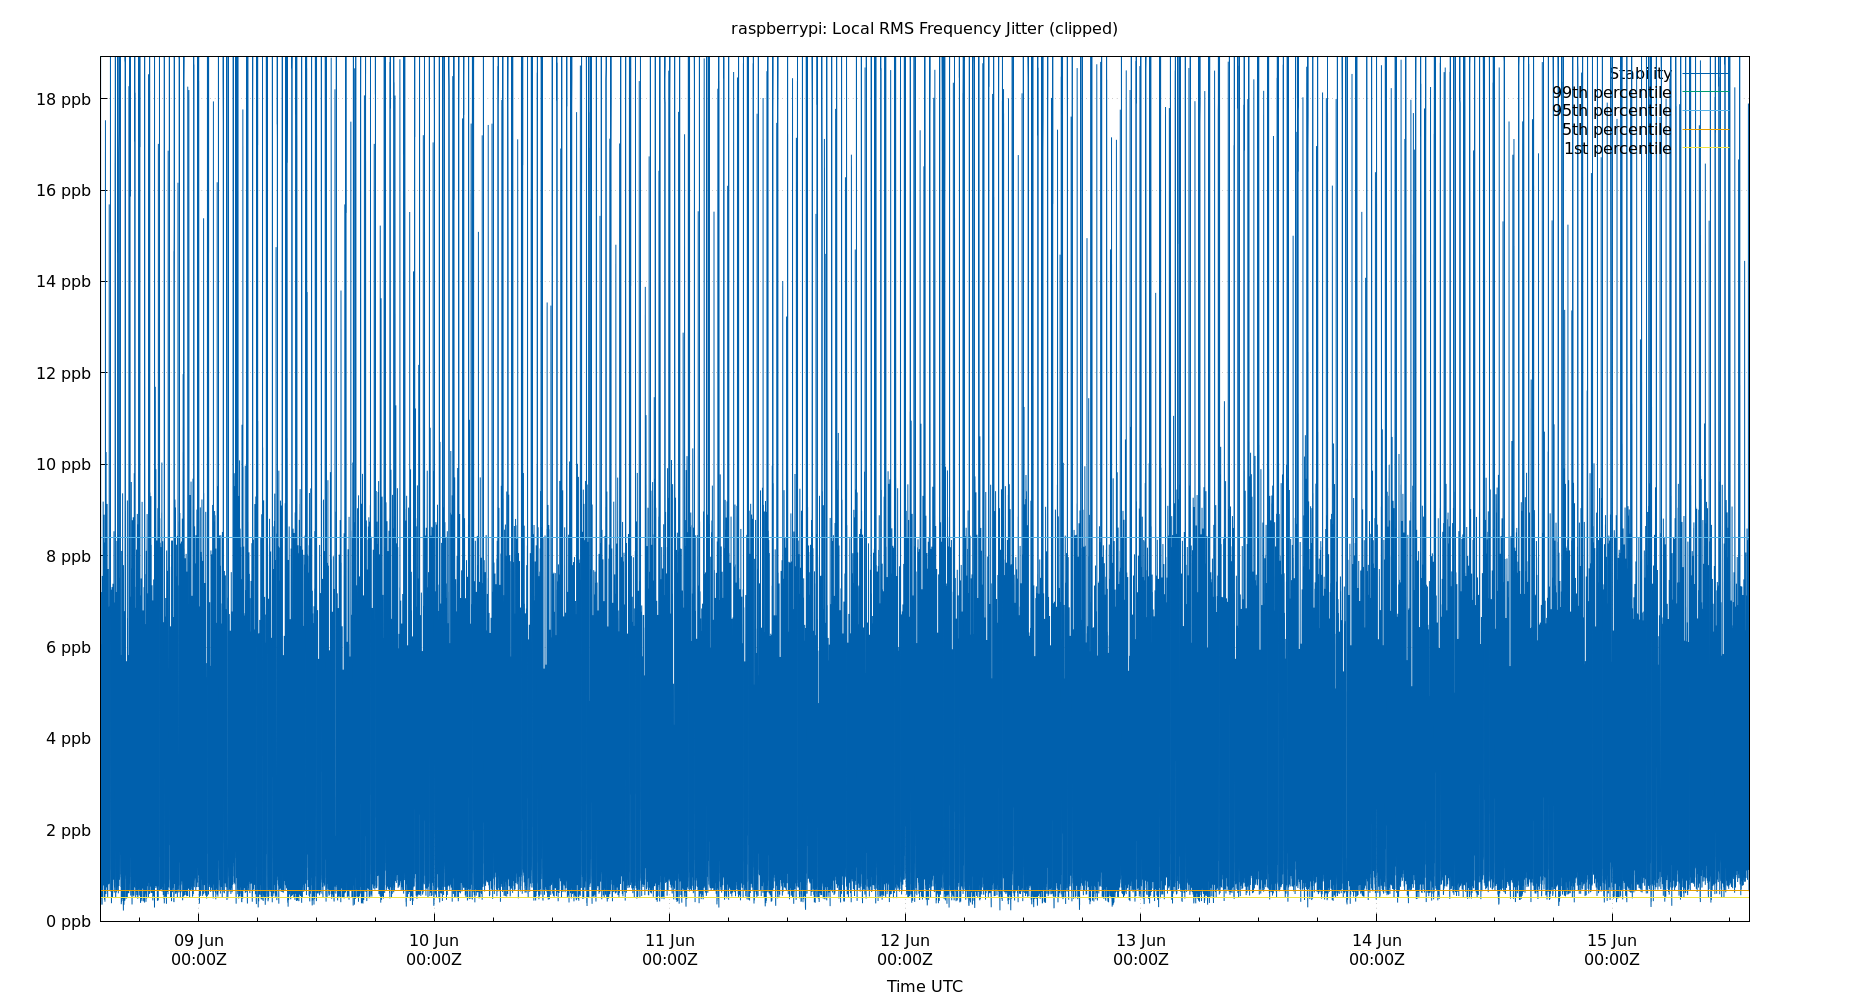 raspberrypi: Local RMS Frequency Jitter (clipped)
Stability
99th percentile
95th percentile
5th percentile
1st percentile
18 ppb
16 ppb
14 ppb
12 ppb
10 ppb
8 ppb
6 ppb
4 ppb
2 ppb
0 ppb
09 Jun 10 Jun 11 Jun 12 Jun 13 Jun 14 Jun 15 Jun
00:00Z 00:00Z 00:00Z 00:00Z 00:00Z 00:00Z 00:00Z
Time UTC